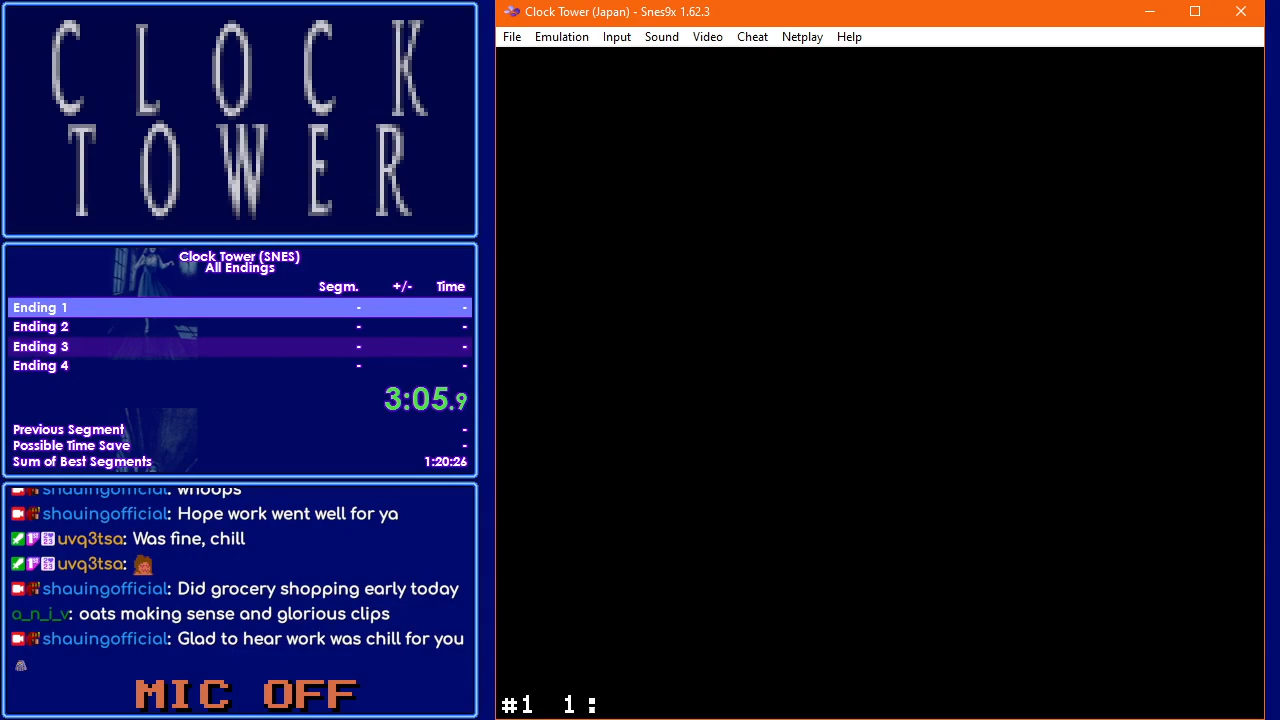 CLOCK
TOWER
Clock Tower (SNES)
All Endings
Segm. +/- Time
Ending 1 - -
Ending 2 - -
Ending 3 - -
Ending 4 - -
3:05.9
Previous Segment -
Possible Time Save -
Sum of Best Segments 1:20:26
shauingofficial: whoops
shauingofficial: Hope work went well for ya
uvq3tsa: Was fine, chill
uvq3tsa:
shauingofficial: Did grocery shopping early today
a_n_i_v: oats making sense and glorious clips
shauingofficial: Glad to hear work was chill for you
MIC OFF
Clock Tower (Japan) - Snes9x 1.62.3
File Emulation Input Sound Video Cheat Netplay Help
#1 1: